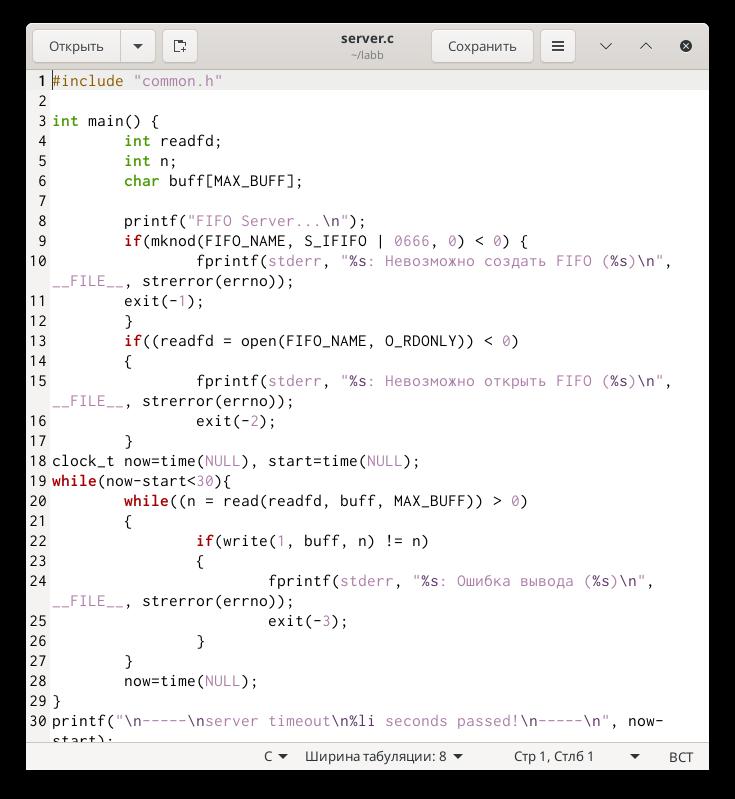 Открыть
server.c
~/labb
Сохранить
1 #include "common.h"
2
3 int main() {
4 int readfd;
5 int n;
6 char buff[MAX_BUFF];
7
8 printf("FIFO Server...\n");
9 if(mknod(FIFO_NAME, S_IFIFO | 0666, 0) < 0) {
10 fprintf(stderr, "%s: Невозможно создать FIFO (%s)\n",
__FILE__, strerror(errno));
11 exit(-1);
12 }
13 if((readfd = open(FIFO_NAME, O_RDONLY)) < 0)
14 {
15 fprintf(stderr, "%s: Невозможно открыть FIFO (%s)\n",
__FILE__, strerror(errno));
16 exit(-2);
17 }
18 clock_t now=time(NULL), start=time(NULL);
19 while(now-start<30){
20 while((n = read(readfd, buff, MAX_BUFF)) > 0)
21 {
22 if(write(1, buff, n) != n)
23 {
24 fprintf(stderr, "%s: Ошибка вывода (%s)\n",
__FILE__, strerror(errno));
25 exit(-3);
26 }
27 }
28 now=time(NULL);
29 }
30 printf("\n-----\nserver timeout\n%li seconds passed!\n-----\n", now-
start);
C Ширина табуляции: 8 Стр 1, Стлб 1 ВСТ